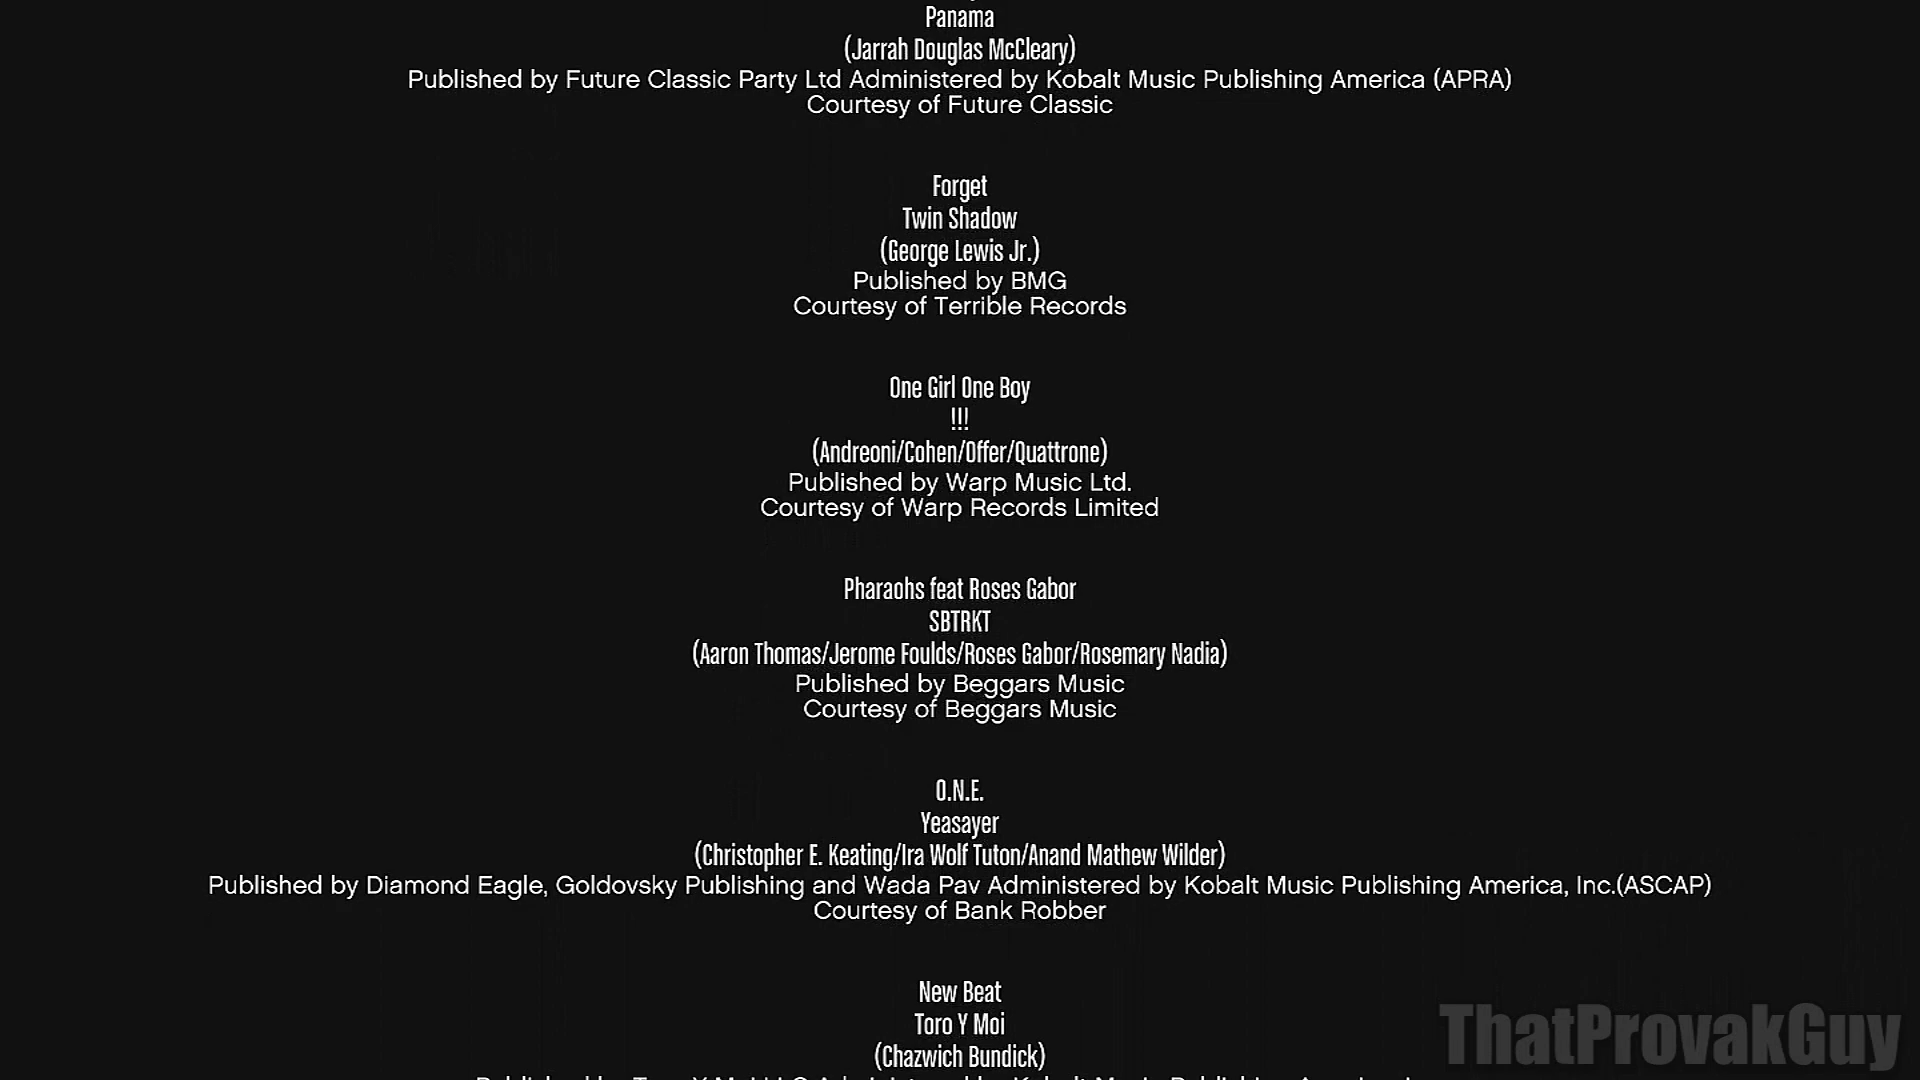 Panama
(Jarrah Douglas McCleary)
Published by Future Classic Party Ltd Administered by Kobalt Music Publishing America (APRA)
Courtesy of Future Classic
Forget
Twin Shadow
(George Lewis Jr.)
Published by BMG
Courtesy of Terrible Records
One Girl One Boy
!!!
(Andreoni/Cohen/Offer/Quattrone)
Published by Warp Music Ltd.
Courtesy of Warp Records Limited
Pharaohs feat Roses Gabor
SBTRKT
(Aaron Thomas/Jerome Foulds/Roses Gabor/Rosemary Nadia)
Published by Beggars Music
Courtesy of Beggars Music
O.N.E.
Yeasayer
(Christopher E. Keating/Ira Wolf Tuton/Anand Mathew Wilder)
Published by Diamond Eagle, Goldovsky Publishing and Wada Pav Administered by Kobalt Music Publishing America, Inc.(ASCAP)
Courtesy of Bank Robber
New Beat
Toro Y Moi
(Chazwich Bundick)
ThatProvakGuy